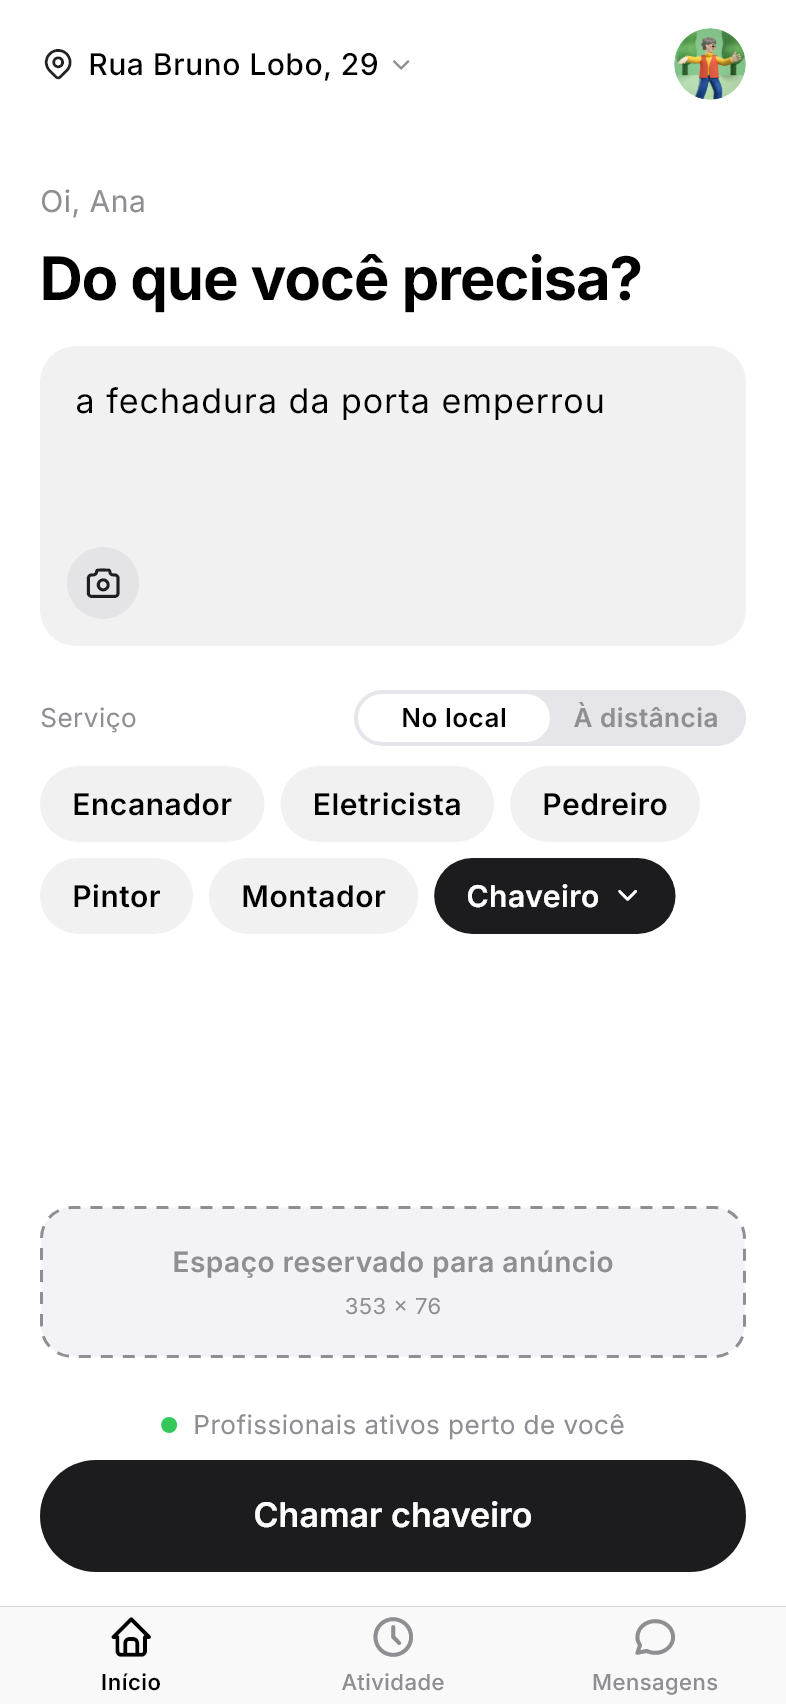 Rua Bruno Lobo, 29
Oi, Ana
Do que você precisa?
a fechadura da porta emperrou
Serviço
No local
À distância
Encanador
Eletricista
Pedreiro
Pintor
Montador
Chaveiro
Espaço reservado para anúncio
353 × 76
Profissionais ativos perto de você
Chamar chaveiro
Início
Atividade
Mensagens